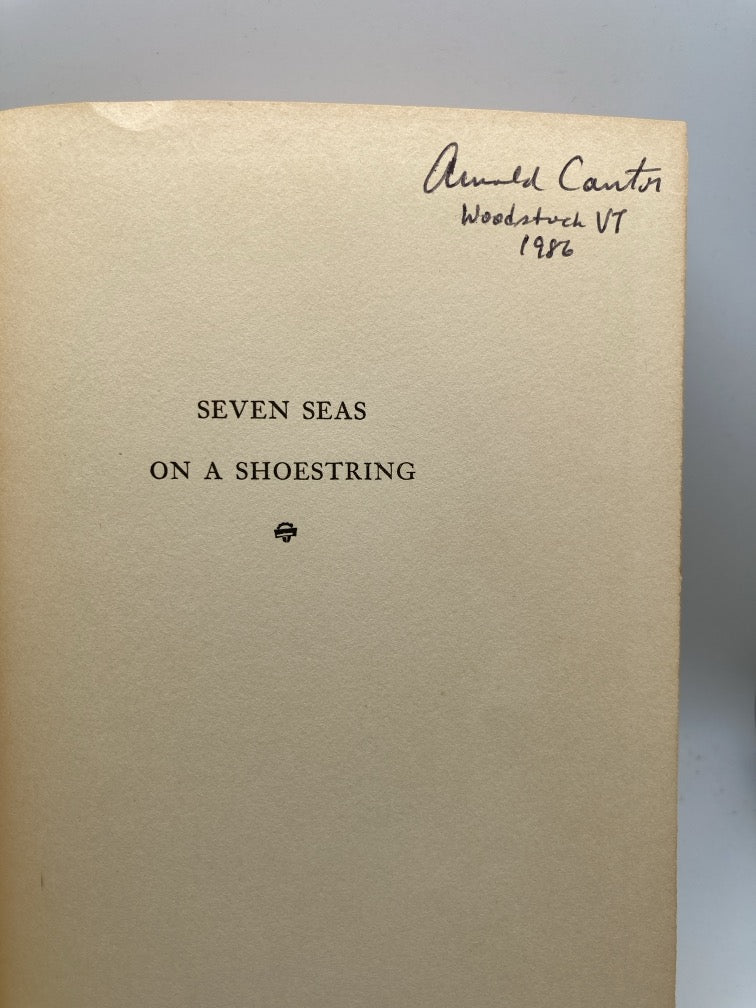 Arnold Cantor
Woodstock VT
1986
SEVEN SEAS
ON A SHOESTRING